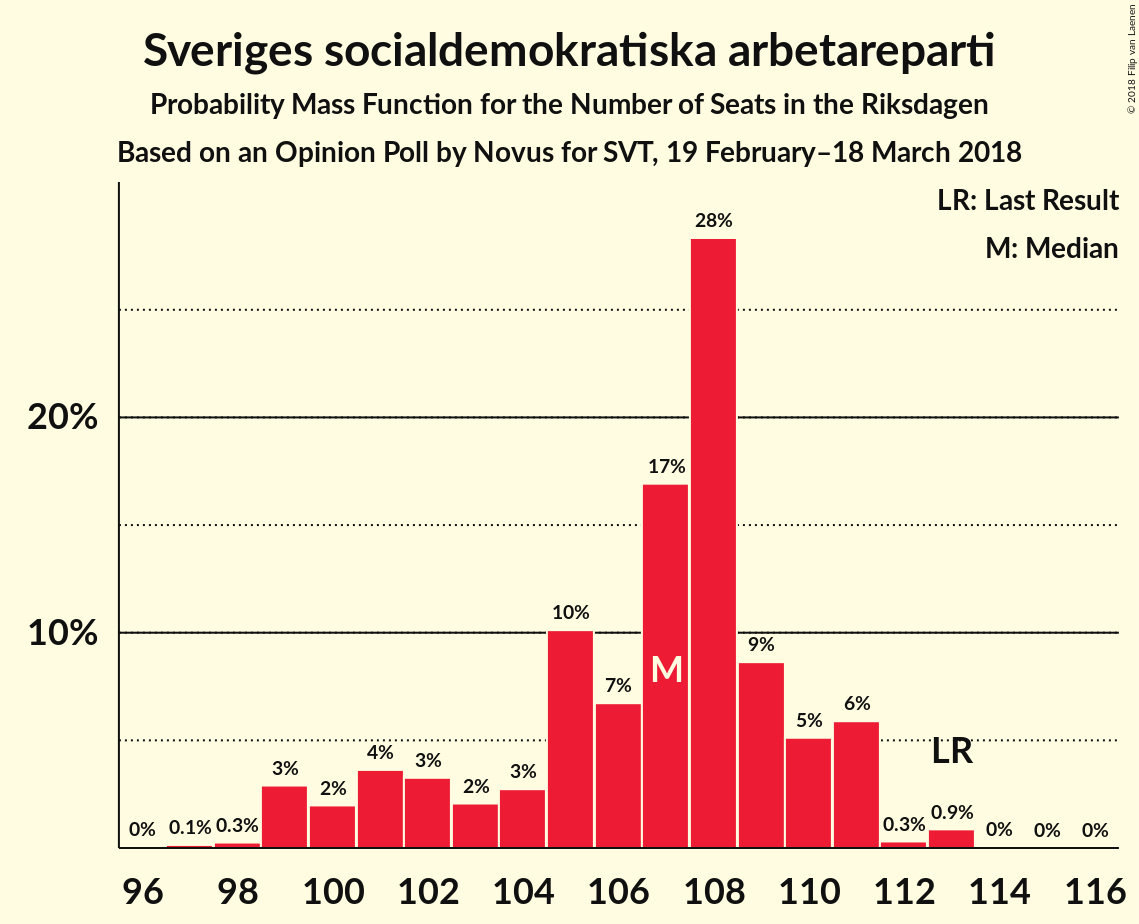 Sveriges socialdemokratiska arbetareparti
Probability Mass Function for the Number of Seats in the Riksdagen
Based on an Opinion Poll by Novus for SVT, 19 February–18 March 2018
© 2018 Filip van Laenen
LR: Last Result
M: Median
20%
10%
0%
0.1%
0.3%
3%
2%
4%
3%
2%
3%
10%
7%
17%
M
28%
9%
5%
6%
0.3%
LR
0.9%
0%
0%
0%
96 98 100 102 104 106 108 110 112 114 116